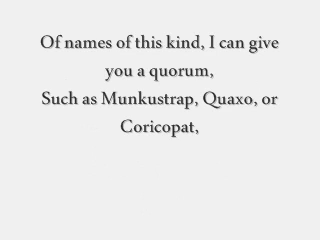 Of names of this kind, I can give
you a quorum,
Such as Munkustrap, Quaxo, or
Coricopat,